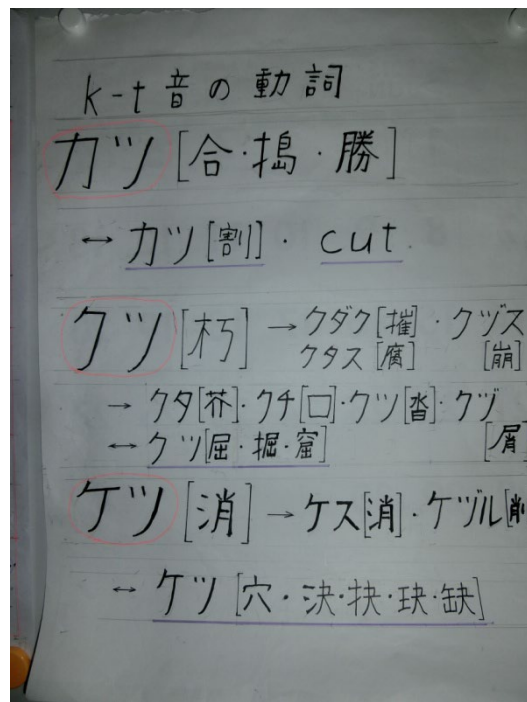 k-t音の動詞
カツ[合・搗・勝]
↔ カツ[割]・cut.
クツ[朽] → クダク[摧]・クヅス[崩]
クタス[腐]
→ クタ[芥]・クチ[口]・クツ[沓]・クヅ[屑]
↔ クツ[屈・掘・窟]
ケツ[消] → ケス[消]・ケヅル[削
↔ ケツ[穴・決・抉・玦・缺]